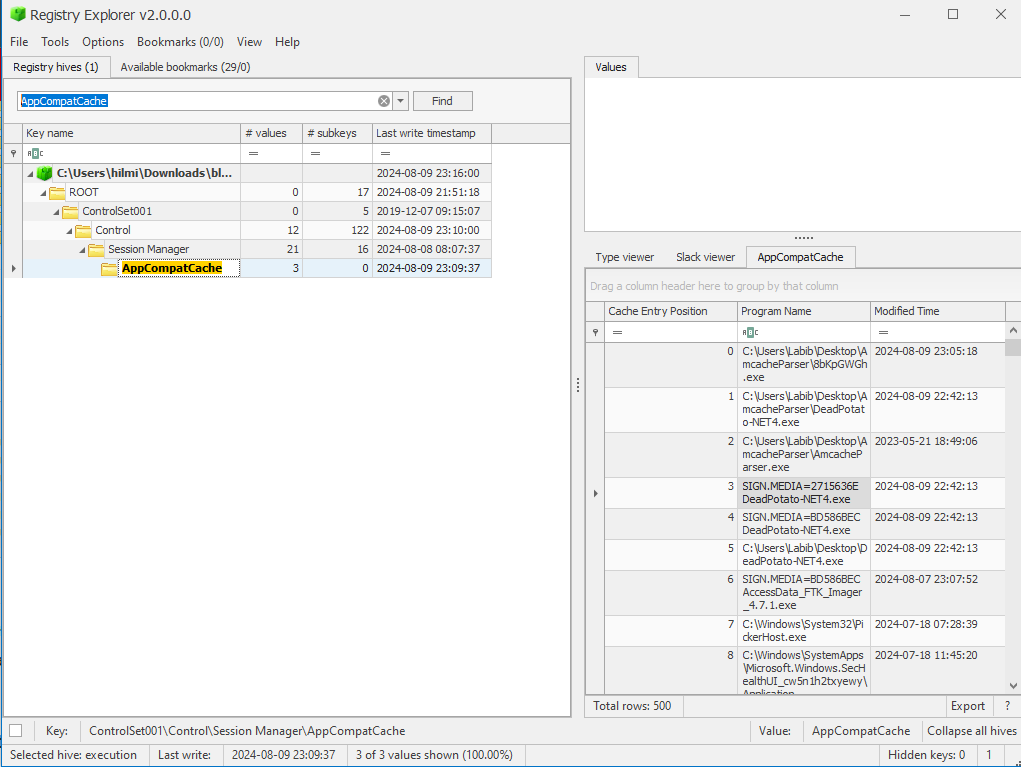 Registry Explorer v2.0.0.0
File Tools Options Bookmarks (0/0) View Help
Registry hives (1) Available bookmarks (29/0)
AppCompatCache Find
Key name # values # subkeys Last write timestamp
C:\Users\hilmi\Downloads\bl... 2024-08-09 23:16:00
ROOT 0 17 2024-08-09 21:51:18
ControlSet001 0 5 2019-12-07 09:15:07
Control 12 122 2024-08-09 23:10:00
Session Manager 21 16 2024-08-08 08:07:37
AppCompatCache 3 0 2024-08-09 23:09:37
Values
Type viewer Slack viewer AppCompatCache
Drag a column header here to group by that column
Cache Entry Position Program Name Modified Time
0 C:\Users\Labib\Desktop\A 2024-08-09 23:05:18
mcacheParser\8bKpGWGh
.exe
1 C:\Users\Labib\Desktop\A 2024-08-09 22:42:13
mcacheParser\DeadPotat
o-NET4.exe
2 C:\Users\Labib\Desktop\A 2023-05-21 18:49:06
mcacheParser\AmcacheP
arser.exe
3 SIGN.MEDIA=2715636E 2024-08-09 22:42:13
DeadPotato-NET4.exe
4 SIGN.MEDIA=BD586BEC 2024-08-09 22:42:13
DeadPotato-NET4.exe
5 C:\Users\Labib\Desktop\D 2024-08-09 22:42:13
eadPotato-NET4.exe
6 SIGN.MEDIA=BD586BEC 2024-08-07 23:07:52
AccessData_FTK_Imager
_4.7.1.exe
7 C:\Windows\System32\Pi 2024-07-18 07:28:39
ckerHost.exe
8 C:\Windows\SystemApps 2024-07-18 11:45:20
\Microsoft.Windows.SecH
ealthUI_cw5n1h2txyewy\
Application
Total rows: 500 Export ?
Key: ControlSet001\Control\Session Manager\AppCompatCache Value: AppCompatCache Collapse all hives
Selected hive: execution Last write: 2024-08-09 23:09:37 3 of 3 values shown (100.00%) Hidden keys: 0 1